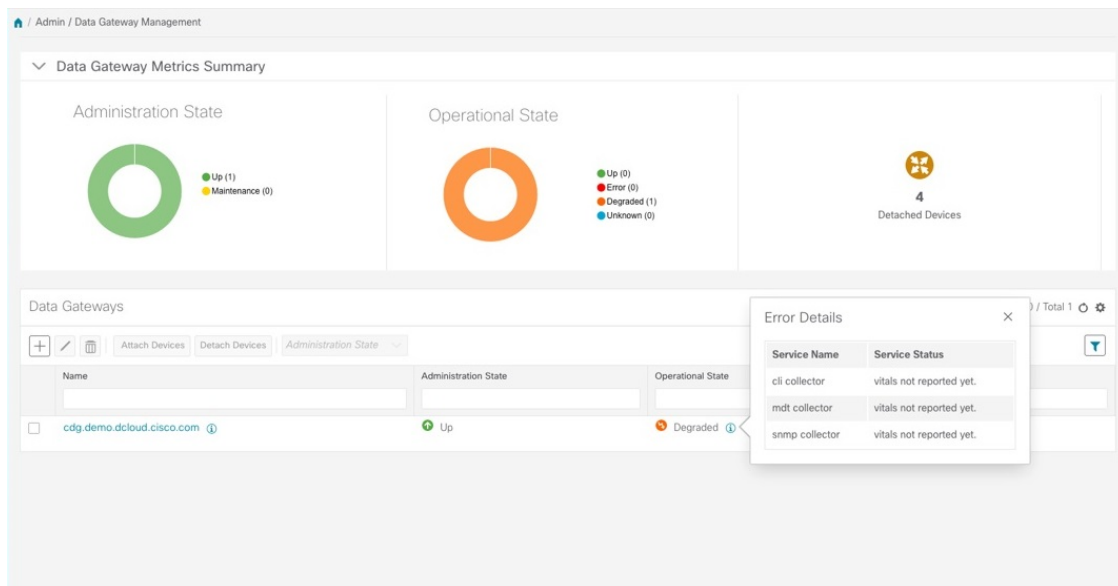 / Admin / Data Gateway Management
Data Gateway Metrics Summary
Administration State
Up (1)
Maintenance (0)
Operational State
Up (0)
Error (0)
Degraded (1)
Unknown (0)
4
Detached Devices
Data Gateways
/ Total 1
Attach Devices
Detach Devices
Administration State
Name
Administration State
Operational State
cdg.demo.dcloud.cisco.com
Up
Degraded
Error Details
Service Name Service Status
cli collector vitals not reported yet.
mdt collector vitals not reported yet.
snmp collector vitals not reported yet.